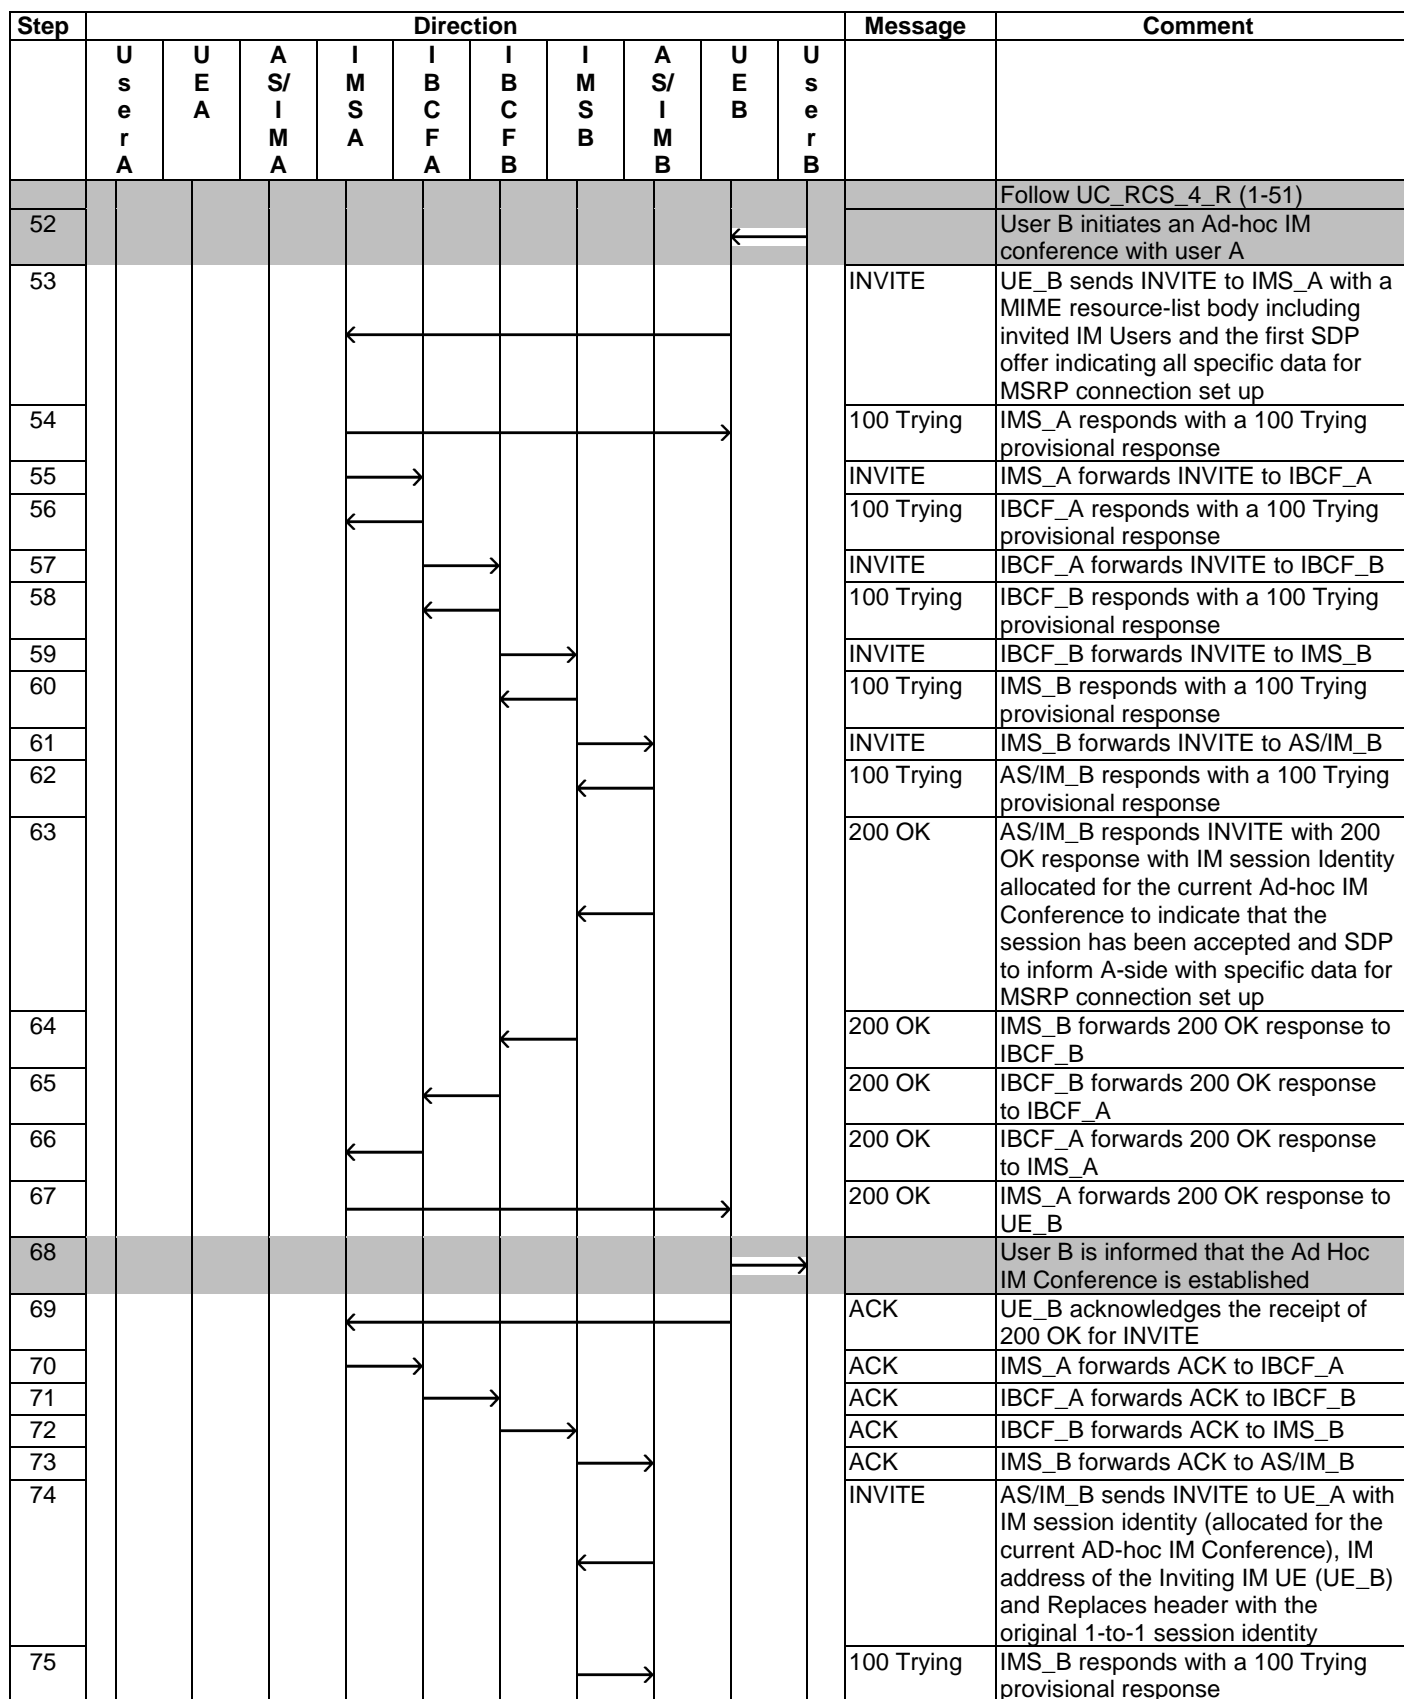 Step Direction Message Comment
U U A I I I I A U U
s E S/ M B B M S/ E s
e A I S C C S I B e
r M A F F B M r
A A A B B B
Follow UC_RCS_4_R (1-51)
52 User B initiates an Ad-hoc IM
conference with user A
53 INVITE UE_B sends INVITE to IMS_A with a
MIME resource-list body including
invited IM Users and the first SDP
offer indicating all specific data for
MSRP connection set up
54 100 Trying IMS_A responds with a 100 Trying
provisional response
55 INVITE IMS_A forwards INVITE to IBCF_A
56 100 Trying IBCF_A responds with a 100 Trying
provisional response
57 INVITE IBCF_A forwards INVITE to IBCF_B
58 100 Trying IBCF_B responds with a 100 Trying
provisional response
59 INVITE IBCF_B forwards INVITE to IMS_B
60 100 Trying IMS_B responds with a 100 Trying
provisional response
61 INVITE IMS_B forwards INVITE to AS/IM_B
62 100 Trying AS/IM_B responds with a 100 Trying
provisional response
63 200 OK AS/IM_B responds INVITE with 200
OK response with IM session Identity
allocated for the current Ad-hoc IM
Conference to indicate that the
session has been accepted and SDP
to inform A-side with specific data for
MSRP connection set up
64 200 OK IMS_B forwards 200 OK response to
IBCF_B
65 200 OK IBCF_B forwards 200 OK response
to IBCF_A
66 200 OK IBCF_A forwards 200 OK response
to IMS_A
67 200 OK IMS_A forwards 200 OK response to
UE_B
68 User B is informed that the Ad Hoc
IM Conference is established
69 ACK UE_B acknowledges the receipt of
200 OK for INVITE
70 ACK IMS_A forwards ACK to IBCF_A
71 ACK IBCF_A forwards ACK to IBCF_B
72 ACK IBCF_B forwards ACK to IMS_B
73 ACK IMS_B forwards ACK to AS/IM_B
74 INVITE AS/IM_B sends INVITE to UE_A with
IM session identity (allocated for the
current AD-hoc IM Conference), IM
address of the Inviting IM UE (UE_B)
and Replaces header with the
original 1-to-1 session identity
75 100 Trying IMS_B responds with a 100 Trying
provisional response